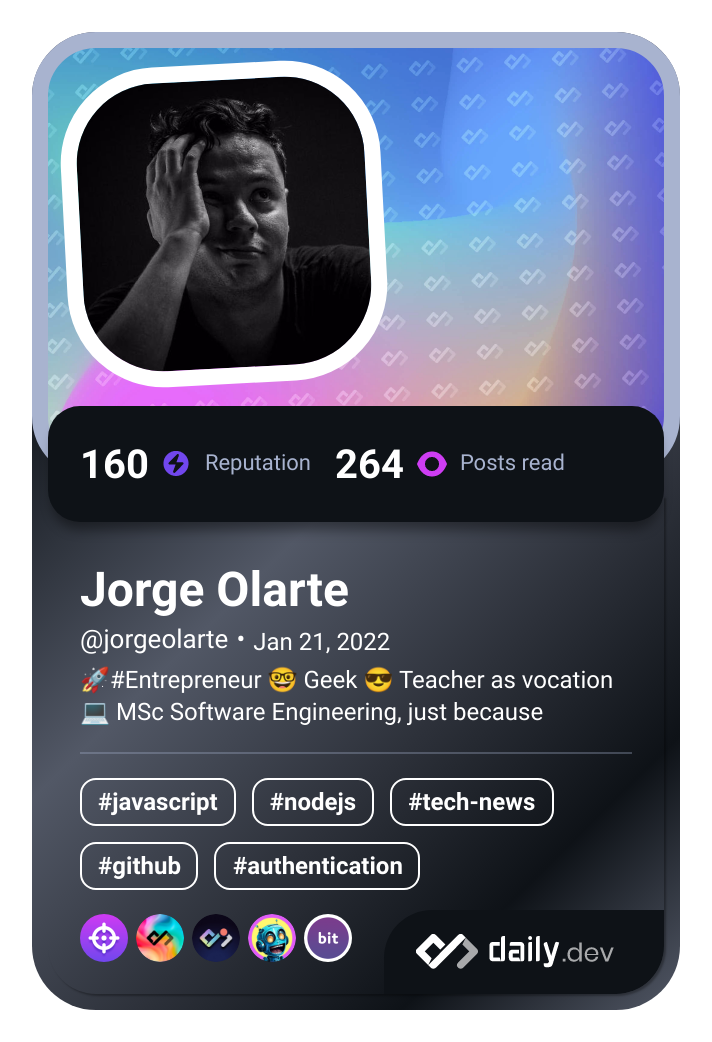 160 Reputation 264 Posts read
Jorge Olarte
@jorgeolarte • Jan 21, 2022
🚀#Entrepreneur 🤓 Geek 😎 Teacher as vocation
💻 MSc Software Engineering, just because
#javascript #nodejs #tech-news
#github #authentication
bit
daily.dev